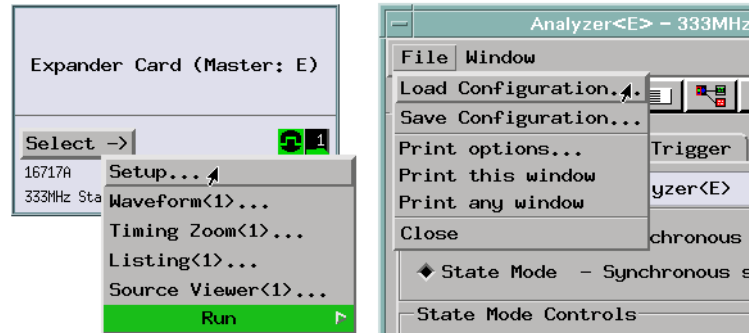 Expander Card (Master: E)
Select ->
1
16717A
333MHz Sta
Setup...
Waveform<1>...
Timing Zoom<1>...
Listing<1>...
Source Viewer<1>...
Run
Analyzer<E> - 333MHz
File Window
Load Configuration...
Save Configuration...
Print options...
Print this window
Print any window
Close
Trigger
yzer<E>
chronous
State Mode - Synchronous s
State Mode Controls